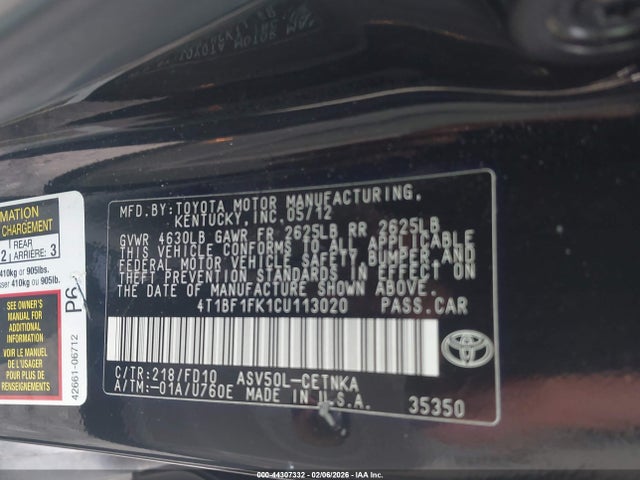 MATION
CHARGEMENT
REAR
2 ARRIÈRE: 3
410kg or 905lbs.
410kg ou 905lb.
SEE OWNER'S
MANUAL FOR
ADDITIONAL
INFORMATION
VOIR LE MANUEL
DE L'USAGER
POUR PLUS DE
RENSEIGNEMENTS
P6
42661-06712
MFD.BY:TOYOTA MOTOR MANUFACTURING,
KENTUCKY,INC.05/12
GVWR 4630LB GAWR FR 2625LB RR 2625LB
THIS VEHICLE CONFORMS TO ALL APPLICABLE
FEDERAL MOTOR VEHICLE SAFETY,BUMPER,AND
THEFT PREVENTION STANDARDS IN EFFECT ON
THE DATE OF MANUFACTURE SHOWN ABOVE.
4T1BF1FK1CU113020 PASS.CAR
C/TR:218/FD10 ASV50L-CETNKA
A/TM:-01A/U760E MADE IN U.S.A.
35350
TOYOTA
000-44307332 - 02/06/2026 - IAA Inc.